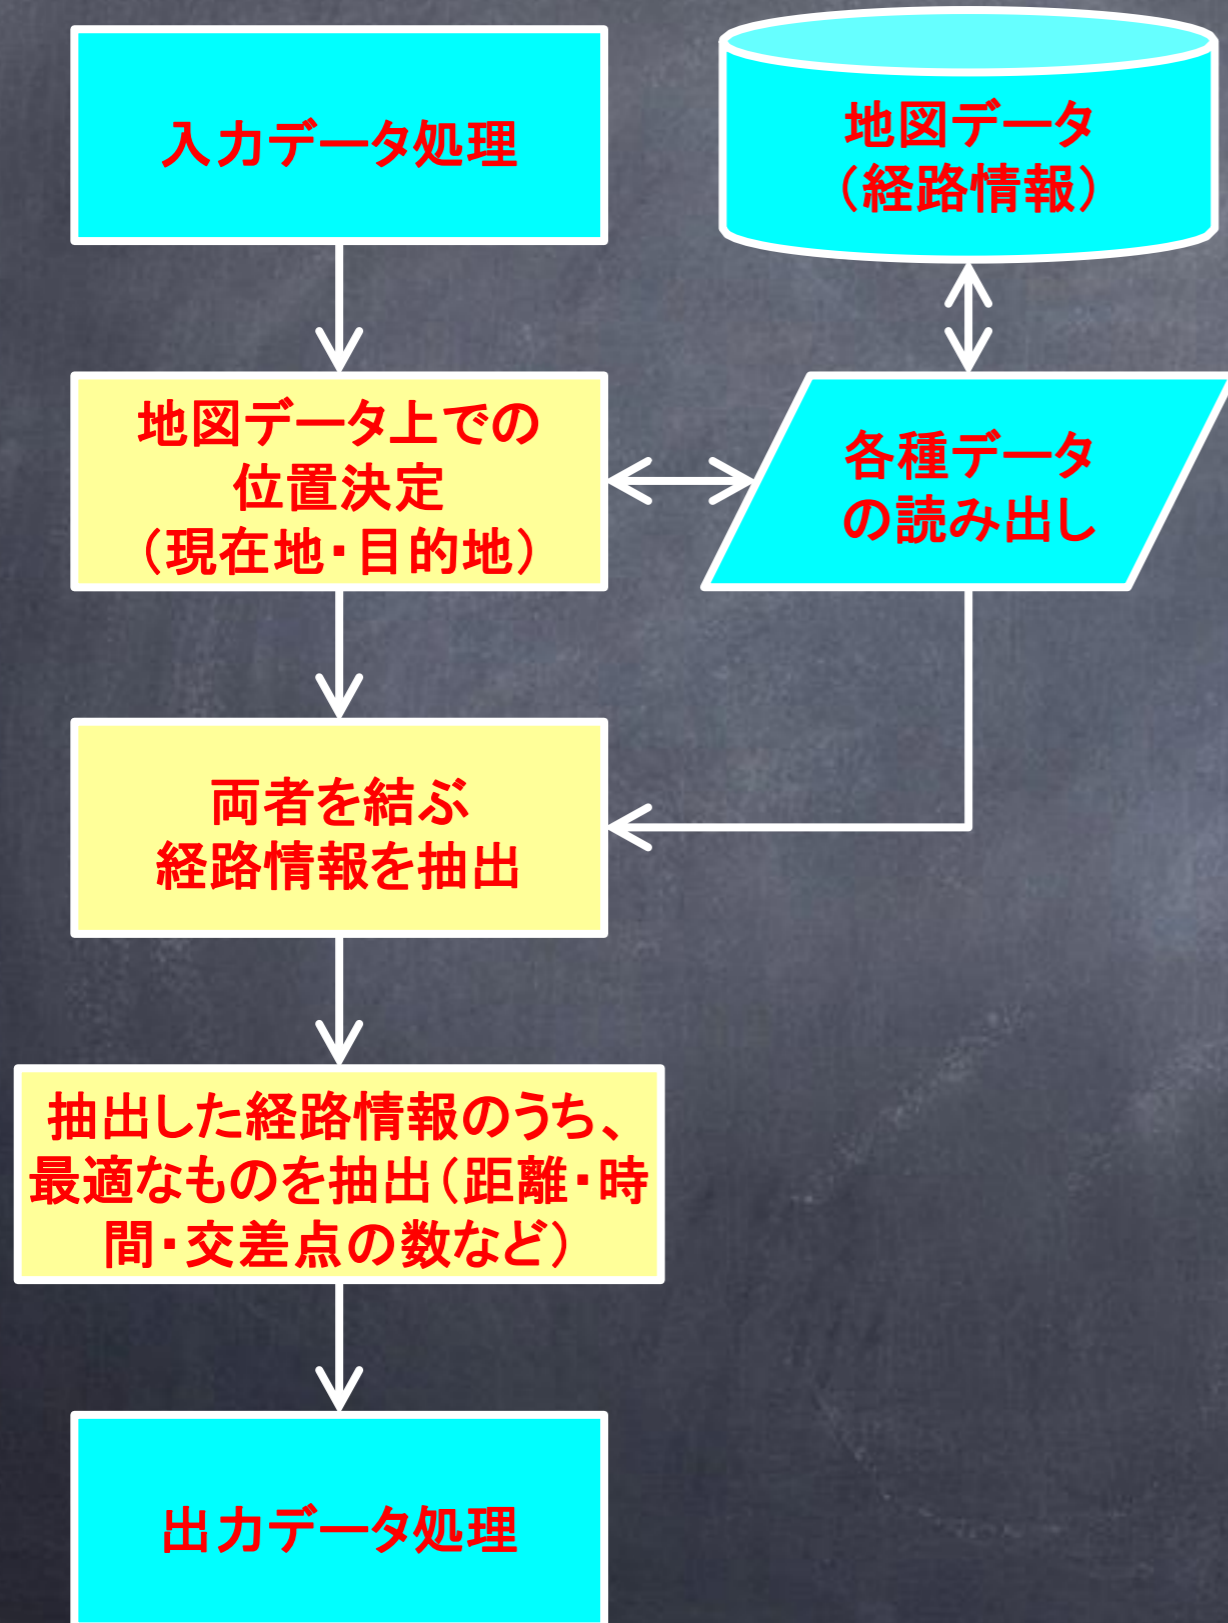 入力データ処理
地図データ
（経路情報）
地図データ上での
位置決定
（現在地・目的地）
各種データ
の読み出し
両者を結ぶ
経路情報を抽出
抽出した経路情報のうち、
最適なものを抽出（距離・時
間・交差点の数など）
出力データ処理